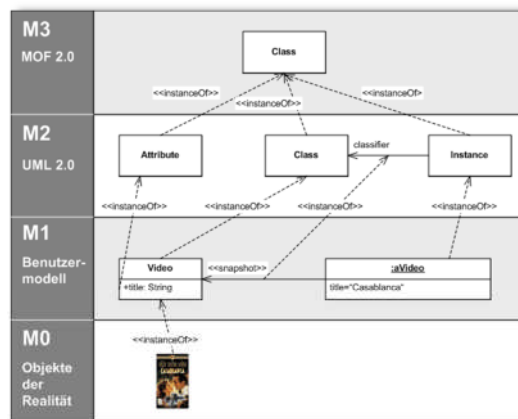 M3
MOF 2.0
Class
<<instanceOf>>
<<instanceOf>>
<<instanceOf>>
M2
UML 2.0
Attribute
Class
classifier
Instance
<<instanceOf>>
<<instanceOf>>
<<instanceOf>>
<<instanceOf>>
M1
Benutzer-
modell
Video
+title: String
<<snapshot>>
:aVideo
title="Casablanca"
M0
Objekte
der
Realität
<<instanceOf>>
CASABLANCA